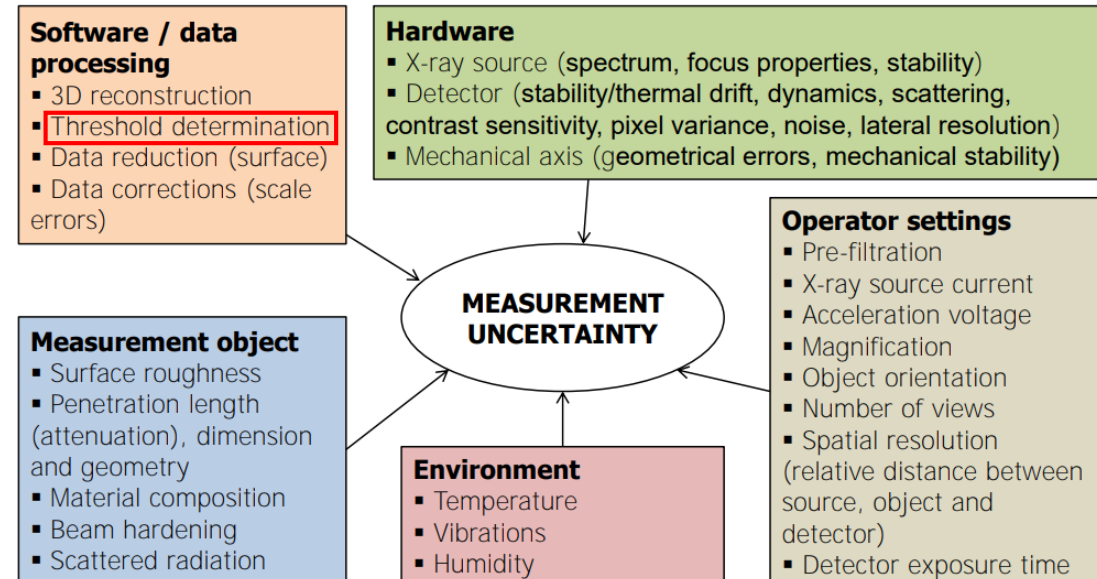 Software / data
processing
▪ 3D reconstruction
▪ Threshold determination
▪ Data reduction (surface)
▪ Data corrections (scale
errors)
Hardware
▪ X-ray source (spectrum, focus properties, stability)
▪ Detector (stability/thermal drift, dynamics, scattering,
contrast sensitivity, pixel variance, noise, lateral resolution)
▪ Mechanical axis (geometrical errors, mechanical stability)
MEASUREMENT
UNCERTAINTY
Operator settings
▪ Pre-filtration
▪ X-ray source current
▪ Acceleration voltage
▪ Magnification
▪ Object orientation
▪ Number of views
▪ Spatial resolution
(relative distance between
source, object and
detector)
▪ Detector exposure time
Measurement object
▪ Surface roughness
▪ Penetration length
(attenuation), dimension
and geometry
▪ Material composition
▪ Beam hardening
▪ Scattered radiation
Environment
▪ Temperature
▪ Vibrations
▪ Humidity